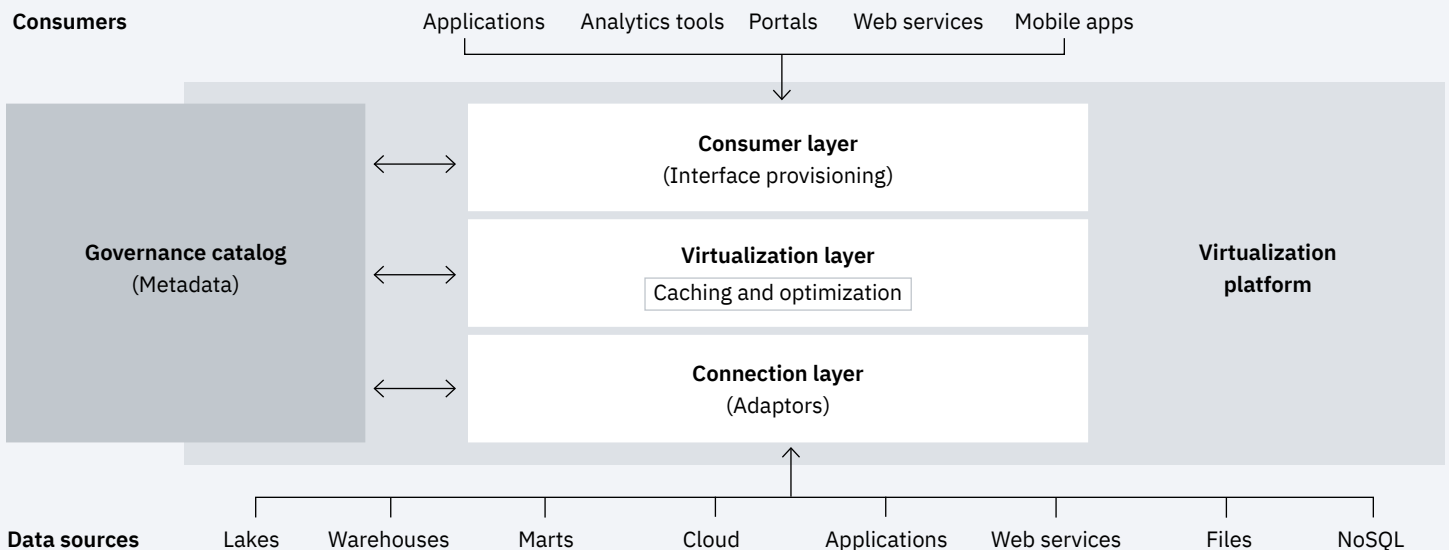 Consumers
Applications Analytics tools Portals Web services Mobile apps
Consumer layer
(Interface provisioning)
Governance catalog
(Metadata)
Virtualization layer
Caching and optimization
Virtualization
platform
Connection layer
(Adaptors)
Data sources Lakes Warehouses Marts Cloud Applications Web services Files NoSQL